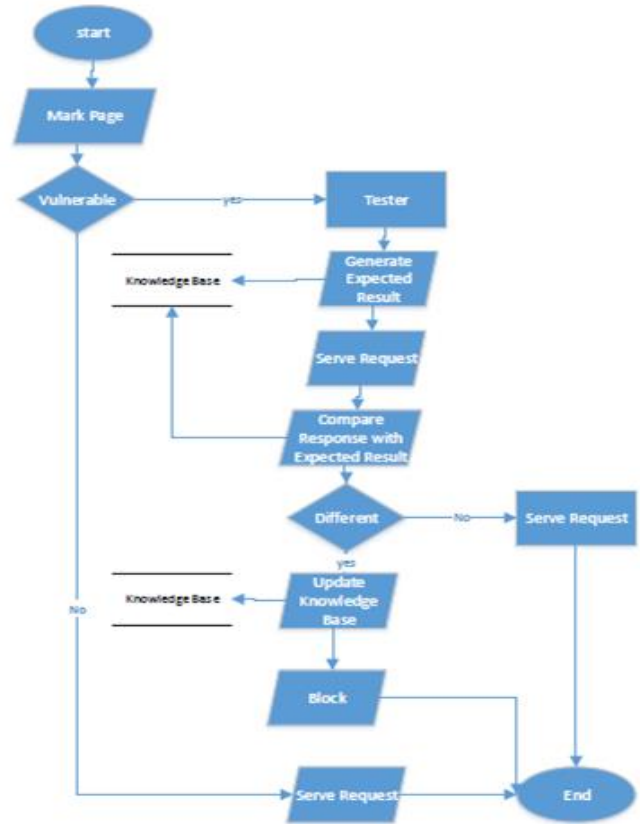 start
Mark Page
Vulnerable
yes
Tester
Knowledge Base
Generate
Expected
Result
Serve Request
Compare
Response with
Expected Result
Different
No
Serve Request
yes
Knowledge Base
Update
Knowledge
Base
No
Block
Serve Request
End